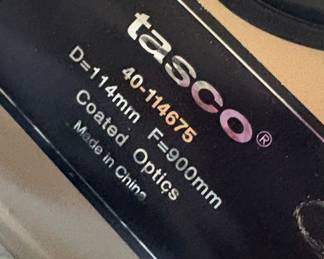 tasco®
40-114675
D=114mm F=900mm
Coated Optics
Made in China